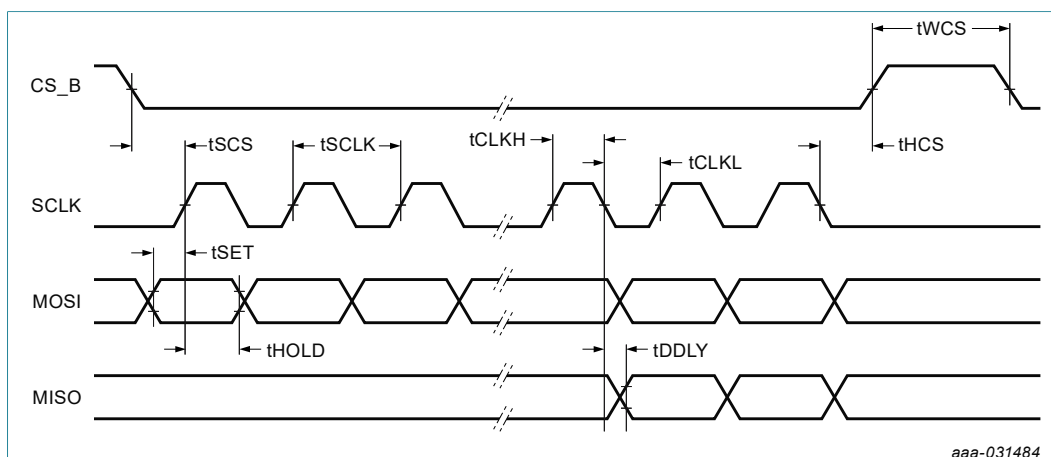 tWCS
CS_B
tSCS
tSCLK
tCLKH
tCLKL
tHCS
SCLK
tSET
MOSI
tHOLD
tDDLY
MISO
aaa-031484